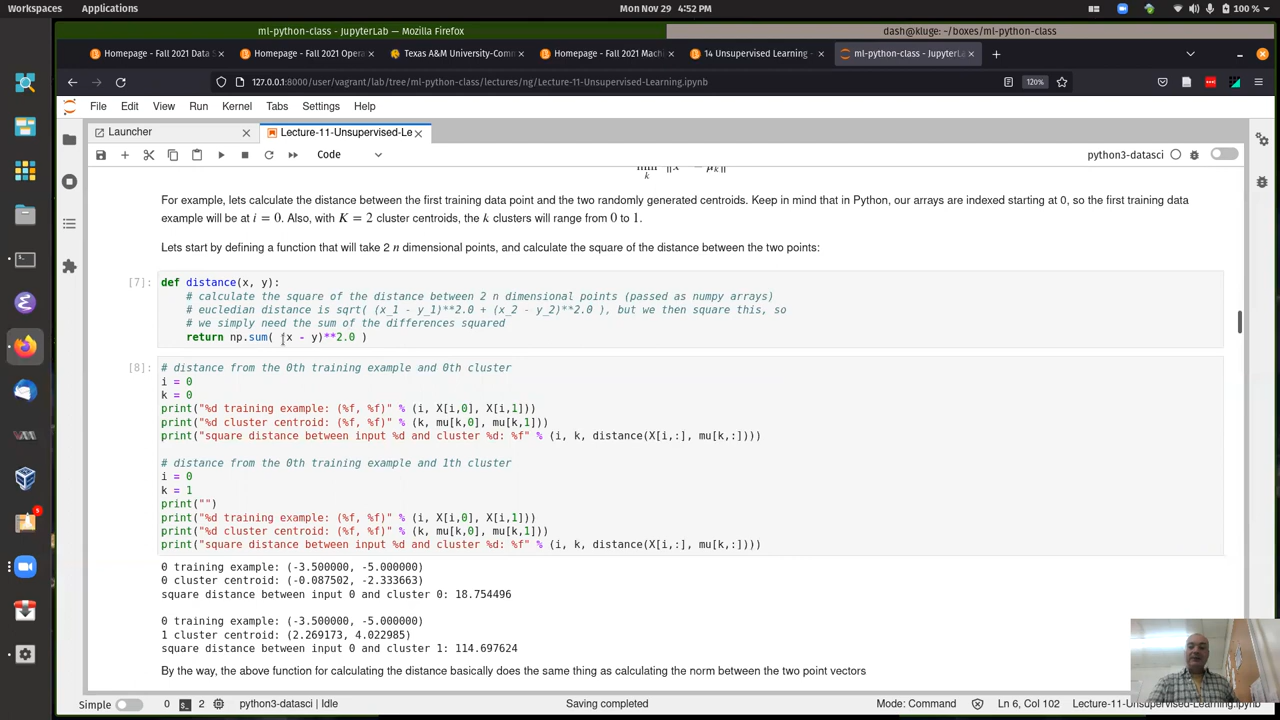 Workspaces Applications Mon Nov 29 4:52 PM 100 %
ml-python-class - JupyterLab — Mozilla Firefox dash@kluge: ~/boxes/ml-python-class
Homepage - Fall 2021 Data S Homepage - Fall 2021 Opera Texas A&M University-Comm Homepage - Fall 2021 Machi 14 Unsupervised Learning - ml-python-class - JupyterLa
127.0.0.1:8000/user/vagrant/lab/tree/ml-python-class/lectures/ng/Lecture-11-Unsupervised-Learning.ipynb 120%
File Edit View Run Kernel Tabs Settings Help
Launcher Lecture-11-Unsupervised-Le
Code python3-datasci
For example, lets calculate the distance between the first training data point and the two randomly generated centroids. Keep in mind that in Python, our arrays are indexed starting at 0, so the first training data
example will be at i = 0. Also, with K = 2 cluster centroids, the k clusters will range from 0 to 1.
Lets start by defining a function that will take 2 n dimensional points, and calculate the square of the distance between the two points:
[7]: def distance(x, y):
# calculate the square of the distance between 2 n dimensional points (passed as numpy arrays)
# eucledian distance is sqrt( (x_1 - y_1)**2.0 + (x_2 - y_2)**2.0 ), but we then square this, so
# we simply need the sum of the differences squared
return np.sum( (x - y)**2.0 )
[8]: # distance from the 0th training example and 0th cluster
i = 0
k = 0
print("%d training example: (%f, %f)" % (i, X[i,0], X[i,1]))
print("%d cluster centroid: (%f, %f)" % (k, mu[k,0], mu[k,1]))
print("square distance between input %d and cluster %d: %f" % (i, k, distance(X[i,:], mu[k,:])))
# distance from the 0th training example and 1th cluster
i = 0
k = 1
print("")
print("%d training example: (%f, %f)" % (i, X[i,0], X[i,1]))
print("%d cluster centroid: (%f, %f)" % (k, mu[k,0], mu[k,1]))
print("square distance between input %d and cluster %d: %f" % (i, k, distance(X[i,:], mu[k,:])))
0 training example: (-3.500000, -5.000000)
0 cluster centroid: (-0.087502, -2.333663)
square distance between input 0 and cluster 0: 18.754496
0 training example: (-3.500000, -5.000000)
1 cluster centroid: (2.269173, 4.022985)
square distance between input 0 and cluster 1: 114.697624
By the way, the above function for calculating the distance basically does the same thing as calculating the norm between the two point vectors
Simple 0 2 python3-datasci | Idle Saving completed Mode: Command Ln 6, Col 102 Lecture-11-Unsupervised-Learning.ipynb